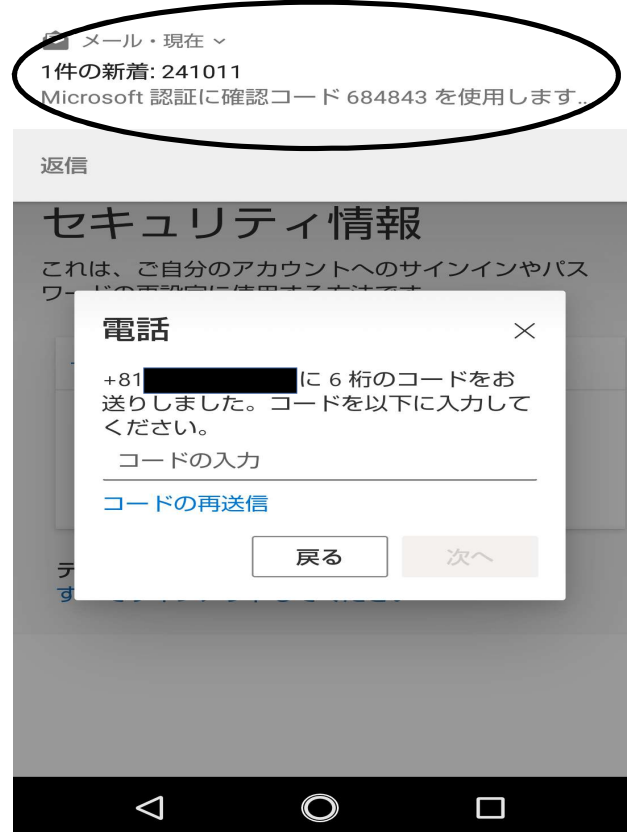 メール・現在
1件の新着: 241011
Microsoft 認証に確認コード 684843 を使用します..
返信
セキュリティ情報
これは、ご自分のアカウントへのサインインやパス
電話
+81 に 6 桁のコードをお
送りしました。コードを以下に入力して
ください。
コードの入力
コードの再送信
戻る
次へ